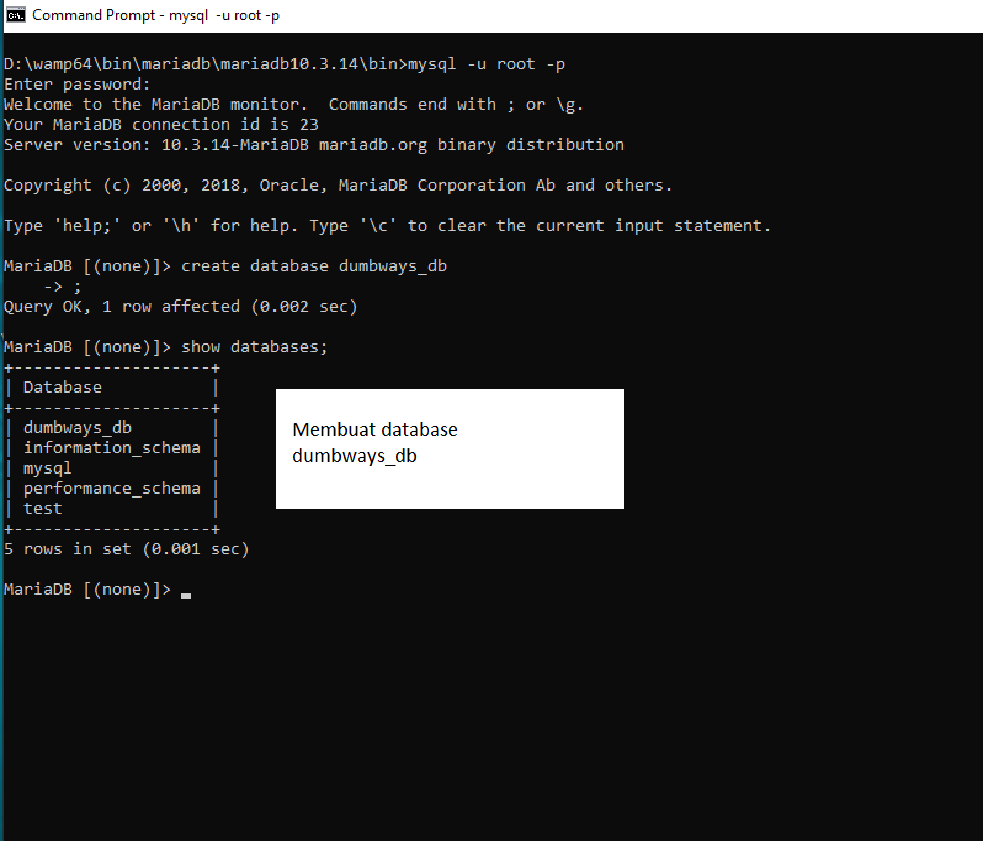 Command Prompt - mysql  -u root -p
D:\wamp64\bin\mariadb\mariadb10.3.14\bin>mysql -u root -p
Enter password:
Welcome to the MariaDB monitor.  Commands end with ; or \g.
Your MariaDB connection id is 23
Server version: 10.3.14-MariaDB mariadb.org binary distribution
Copyright (c) 2000, 2018, Oracle, MariaDB Corporation Ab and others.
Type 'help;' or '\h' for help. Type '\c' to clear the current input statement.
MariaDB [(none)]> create database dumbways_db
    -> ;
Query OK, 1 row affected (0.002 sec)
MariaDB [(none)]> show databases;
+--------------------+
| Database           |
+--------------------+
| dumbways_db        |
| information_schema |
| mysql              |
| performance_schema |
| test               |
+--------------------+
5 rows in set (0.001 sec)
MariaDB [(none)]> _
Membuat database
dumbways_db